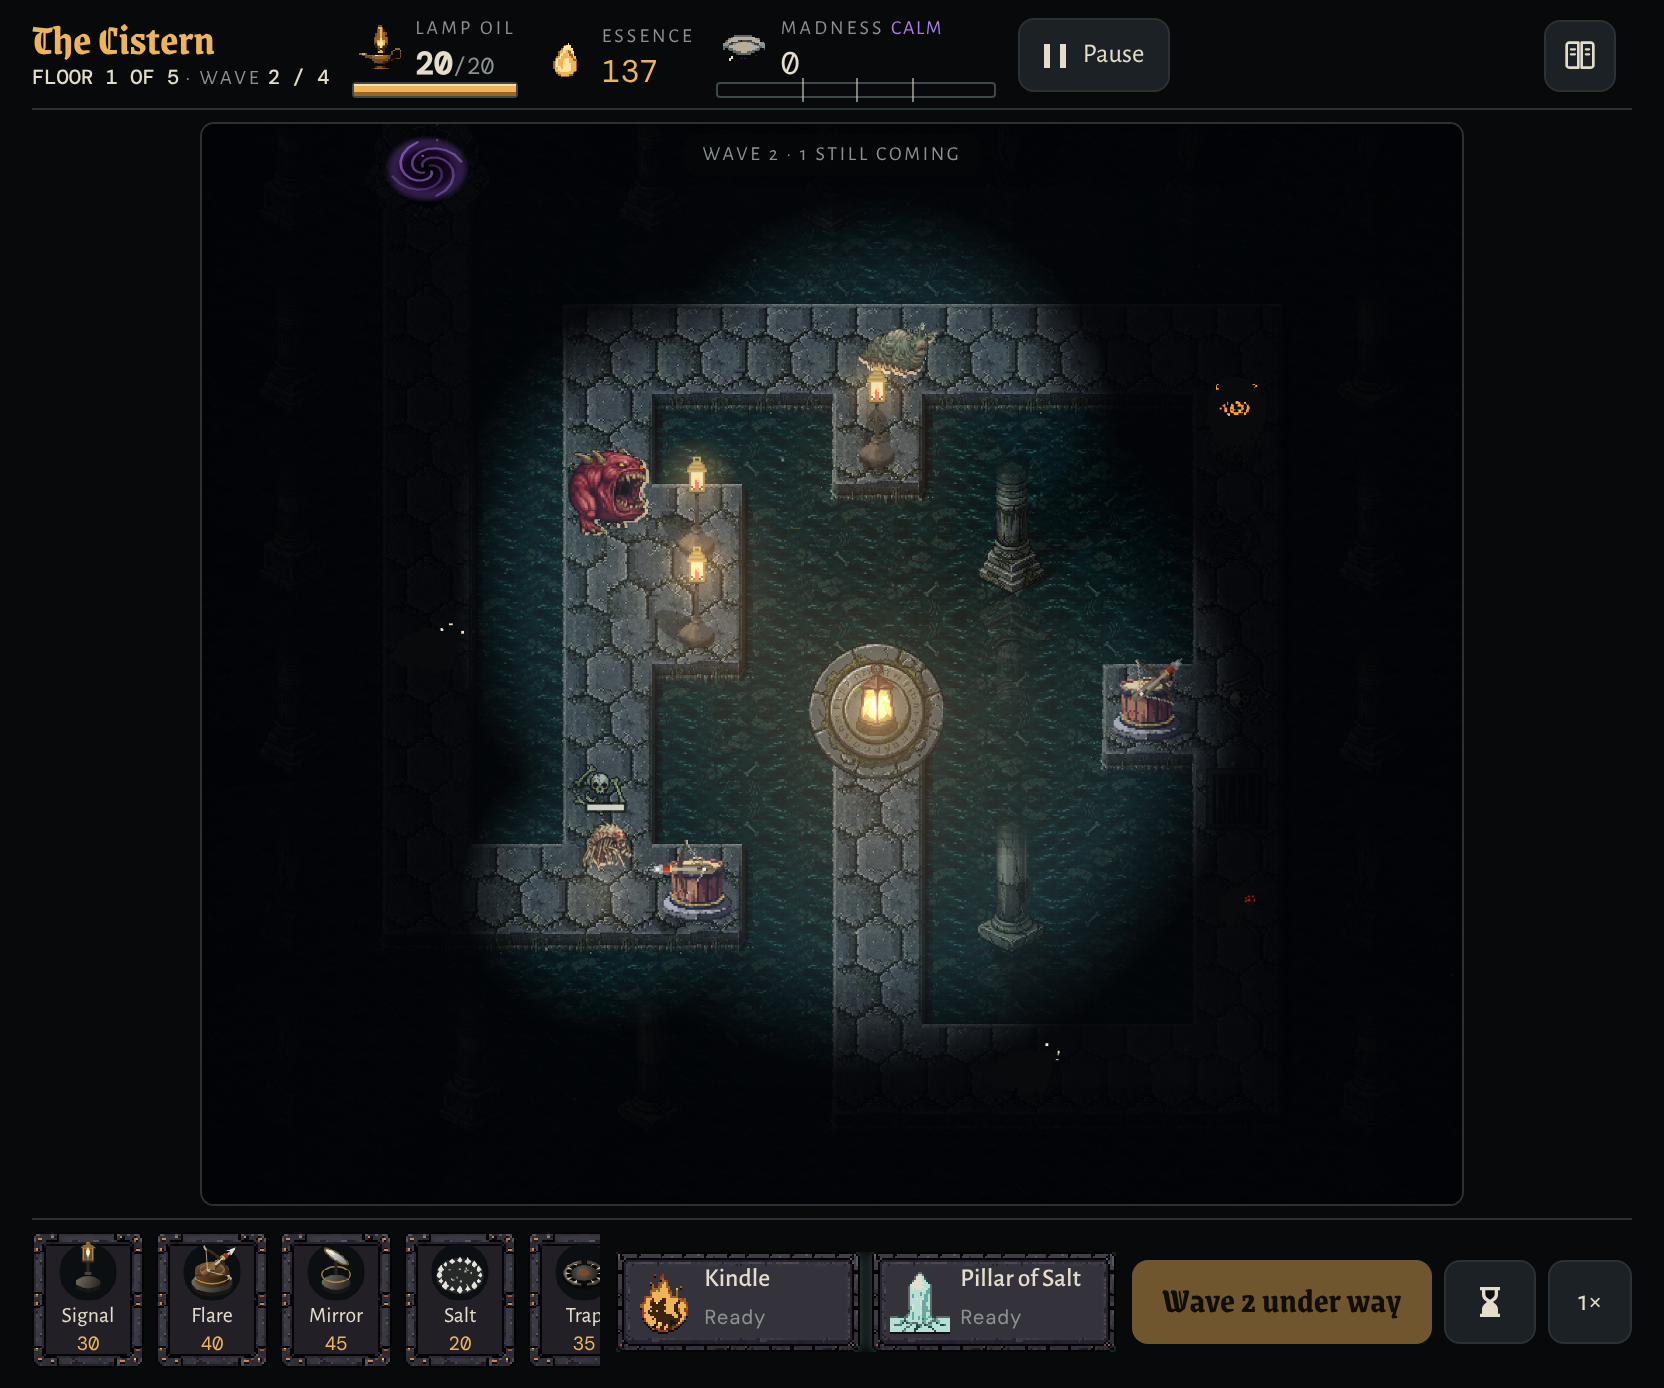 The Cistern
FLOOR 1 OF 5 · WAVE 2 / 4
LAMP OIL
20/20
ESSENCE
137
MADNESS CALM
0
Pause
WAVE 2 · 1 STILL COMING
Signal
30
Flare
40
Mirror
45
Salt
20
Trap
35
Kindle
Ready
Pillar of Salt
Ready
Wave 2 under way
1×